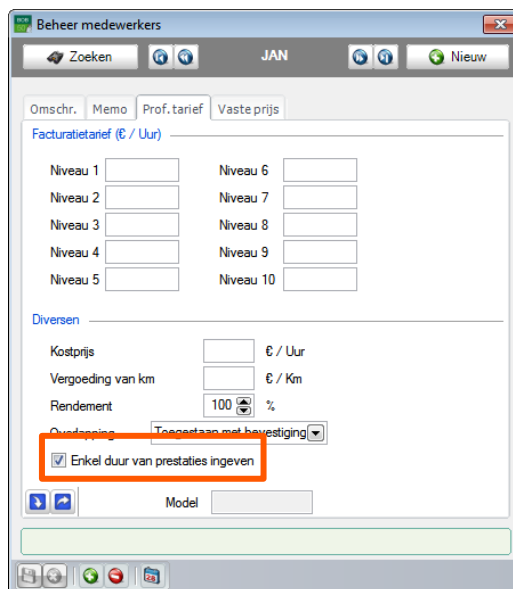 Beheer medewerkers
Zoeken JAN Nieuw
Omschr. Memo Prof.tarief Vaste prijs
Facturatietarief (€ / Uur)
Niveau 1 Niveau 6
Niveau 2 Niveau 7
Niveau 3 Niveau 8
Niveau 4 Niveau 9
Niveau 5 Niveau 10
Diversen
Kostprijs € / Uur
Vergoeding van km € / Km
Rendement 100 %
Overlapping Toegestaan met bevestiging
Enkel duur van prestaties ingeven
Model